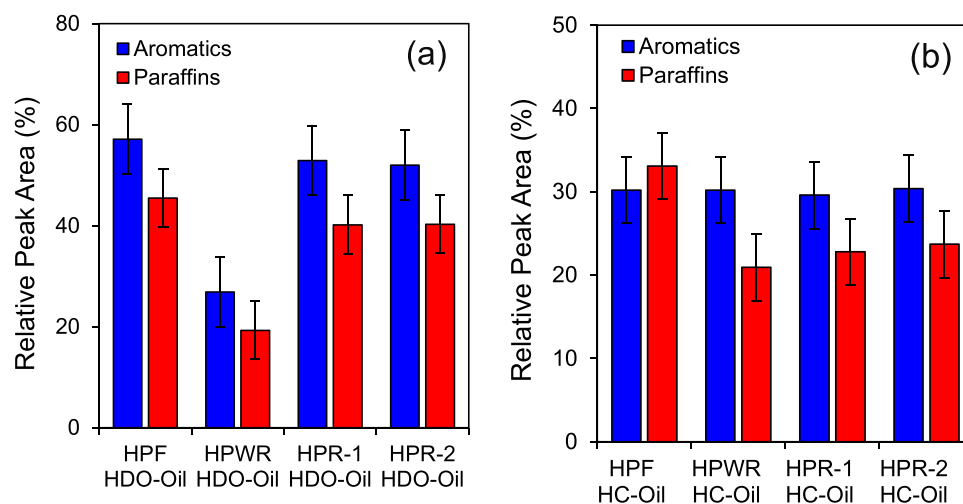 (a)
Aromatics
Paraffins
Relative Peak Area (%)
80
60
40
20
0
HPF HPWR HPR-1 HPR-2
HDO-Oil HDO-Oil HDO-Oil HDO-Oil
(b)
Aromatics
Paraffins
Relative Peak Area (%)
50
40
30
20
10
0
HPF HPWR HPR-1 HPR-2
HC-Oil HC-Oil HC-Oil HC-Oil